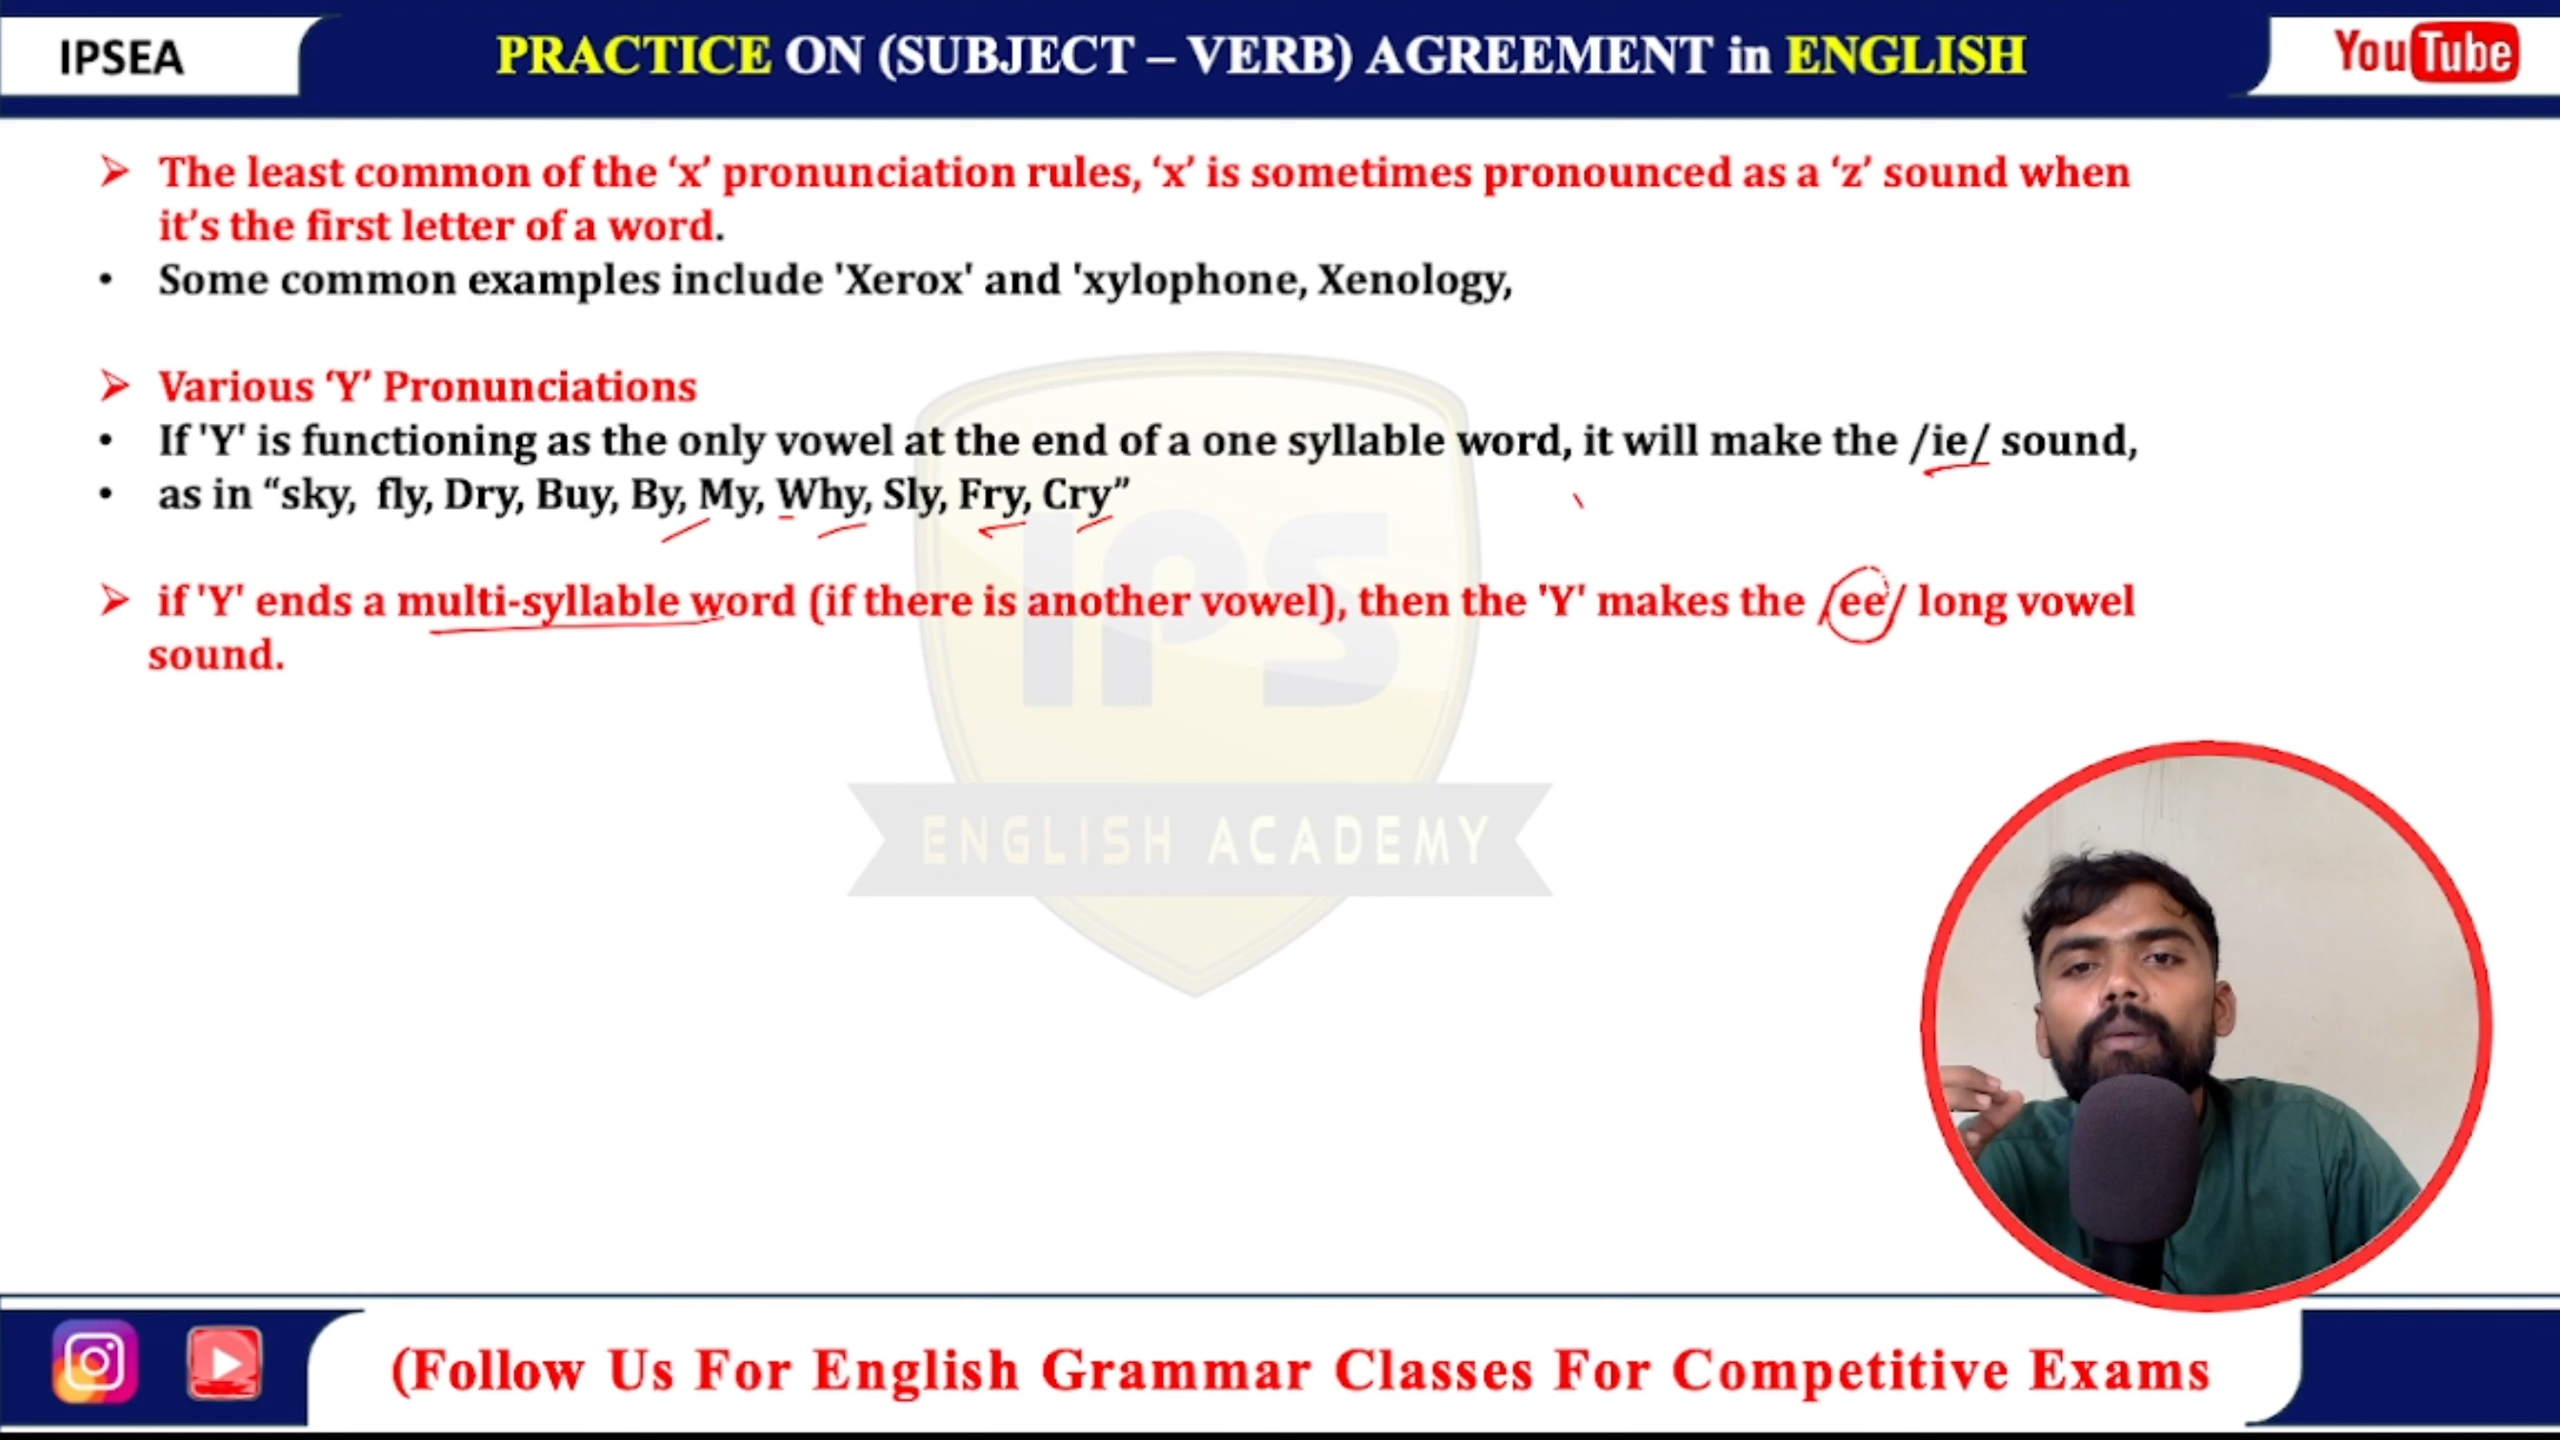 IPSEA
PRACTICE ON (SUBJECT – VERB) AGREEMENT in ENGLISH
YouTube
➢ The least common of the ‘x’ pronunciation rules, ‘x’ is sometimes pronounced as a ‘z’ sound when
it’s the first letter of a word.
• Some common examples include 'Xerox' and 'xylophone, Xenology,
➢ Various ‘Y’ Pronunciations
• If 'Y' is functioning as the only vowel at the end of a one syllable word, it will make the /ie/ sound,
• as in “sky, fly, Dry, Buy, By, My, Why, Sly, Fry, Cry”
➢ if 'Y' ends a multi-syllable word (if there is another vowel), then the 'Y' makes the /ee/ long vowel
sound.
IPS
ENGLISH ACADEMY
(Follow Us For English Grammar Classes For Competitive Exams